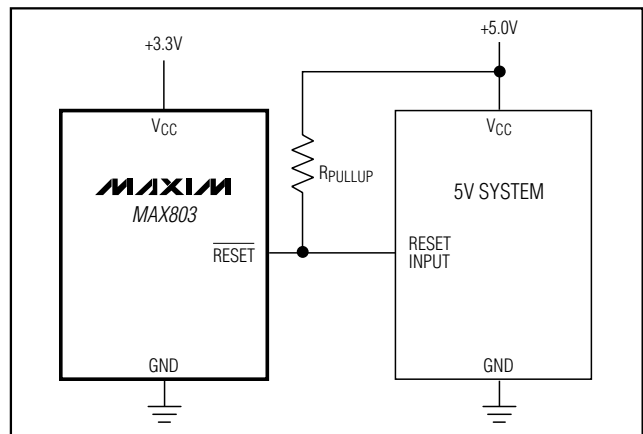 +3.3V
+5.0V
VCC
VCC
RPULLUP
MAXIM
MAX803
5V SYSTEM
RESET
RESET
INPUT
GND
GND